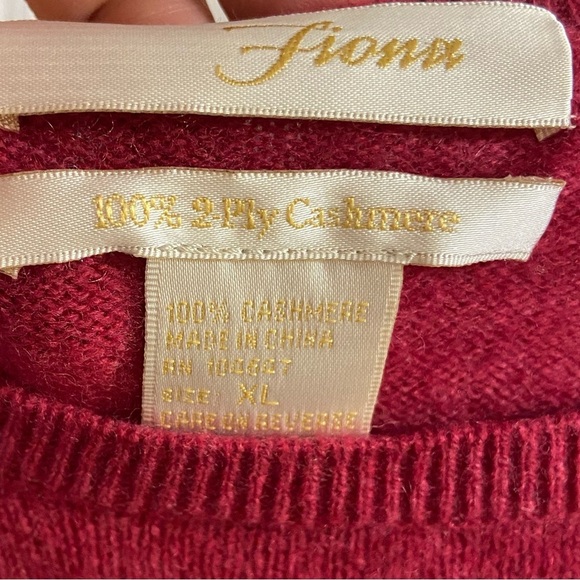 Fiona
100% 2-Ply Cashmere
100% CASHMERE
MADE IN CHINA
RN
SIZE: XL
CARE ON REVERSE